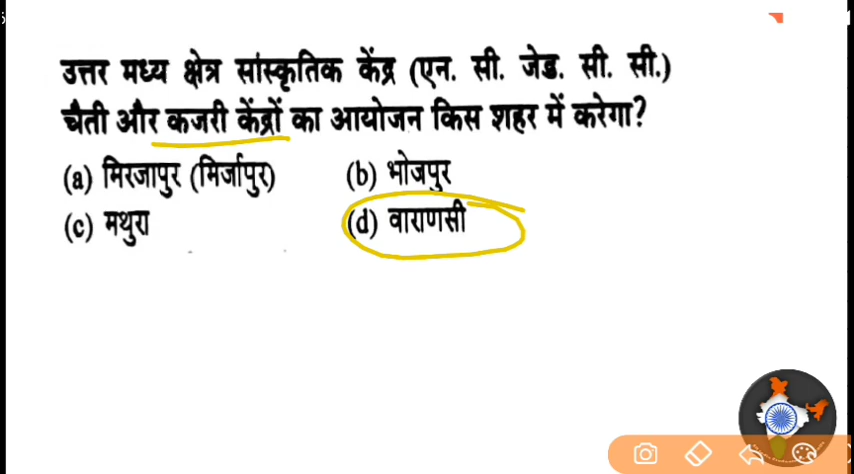 उत्तर मध्य क्षेत्र सांस्कृतिक केंद्र (एन. सी. जेड. सी. सी.)
चैती और कजरी केंद्रों का आयोजन किस शहर में करेगा?
(a) मिरजापुर (मिर्जापुर) (b) भोजपुर
(c) मथुरा (d) वाराणसी